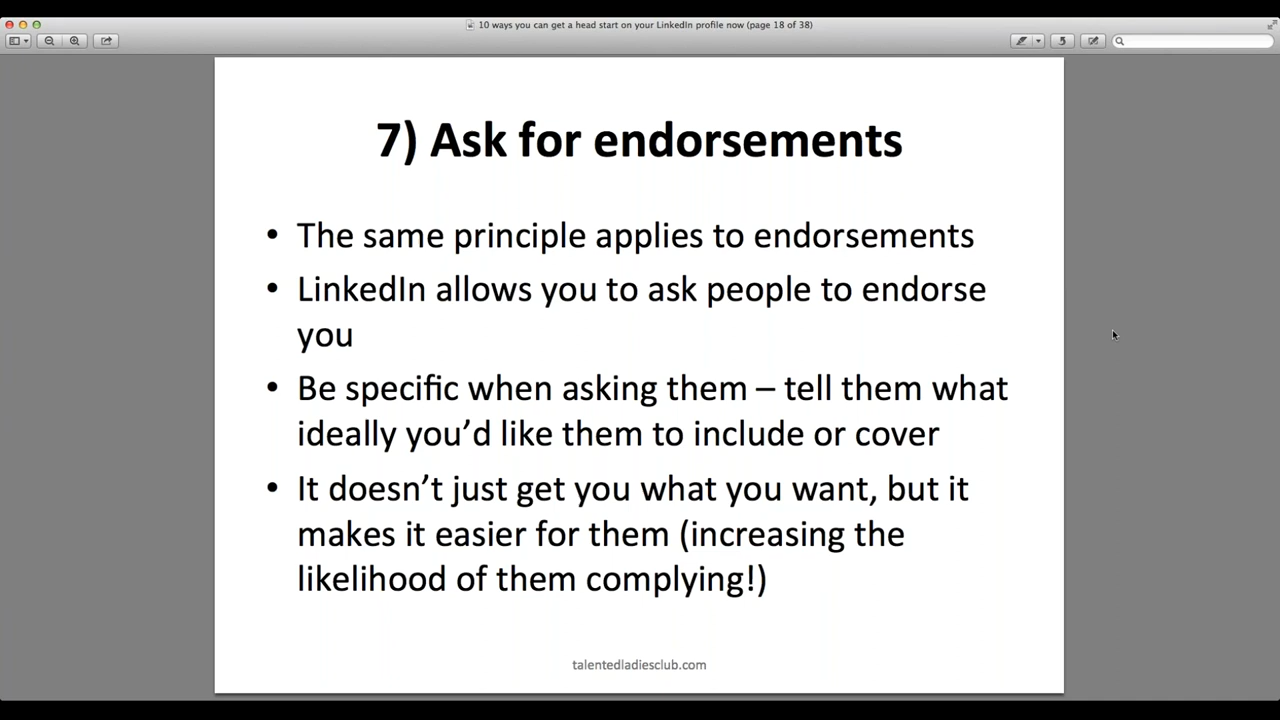 10 ways you can get a head start on your LinkedIn profile now (page 18 of 38)
7) Ask for endorsements
• The same principle applies to endorsements
• LinkedIn allows you to ask people to endorse
you
• Be specific when asking them – tell them what
ideally you’d like them to include or cover
• It doesn’t just get you what you want, but it
makes it easier for them (increasing the
likelihood of them complying!)
talentedladiesclub.com